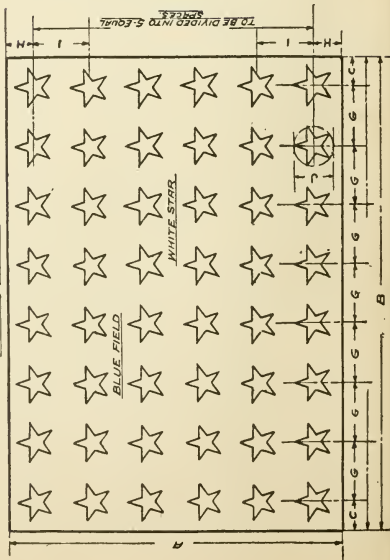 TO BE DIVIDED INTO 5-EQUAL
SPACES
H
I
I
H
C
G
G
J
G
WHITE STAR
G
B
BLUE FIELD
G
G
G
C
A